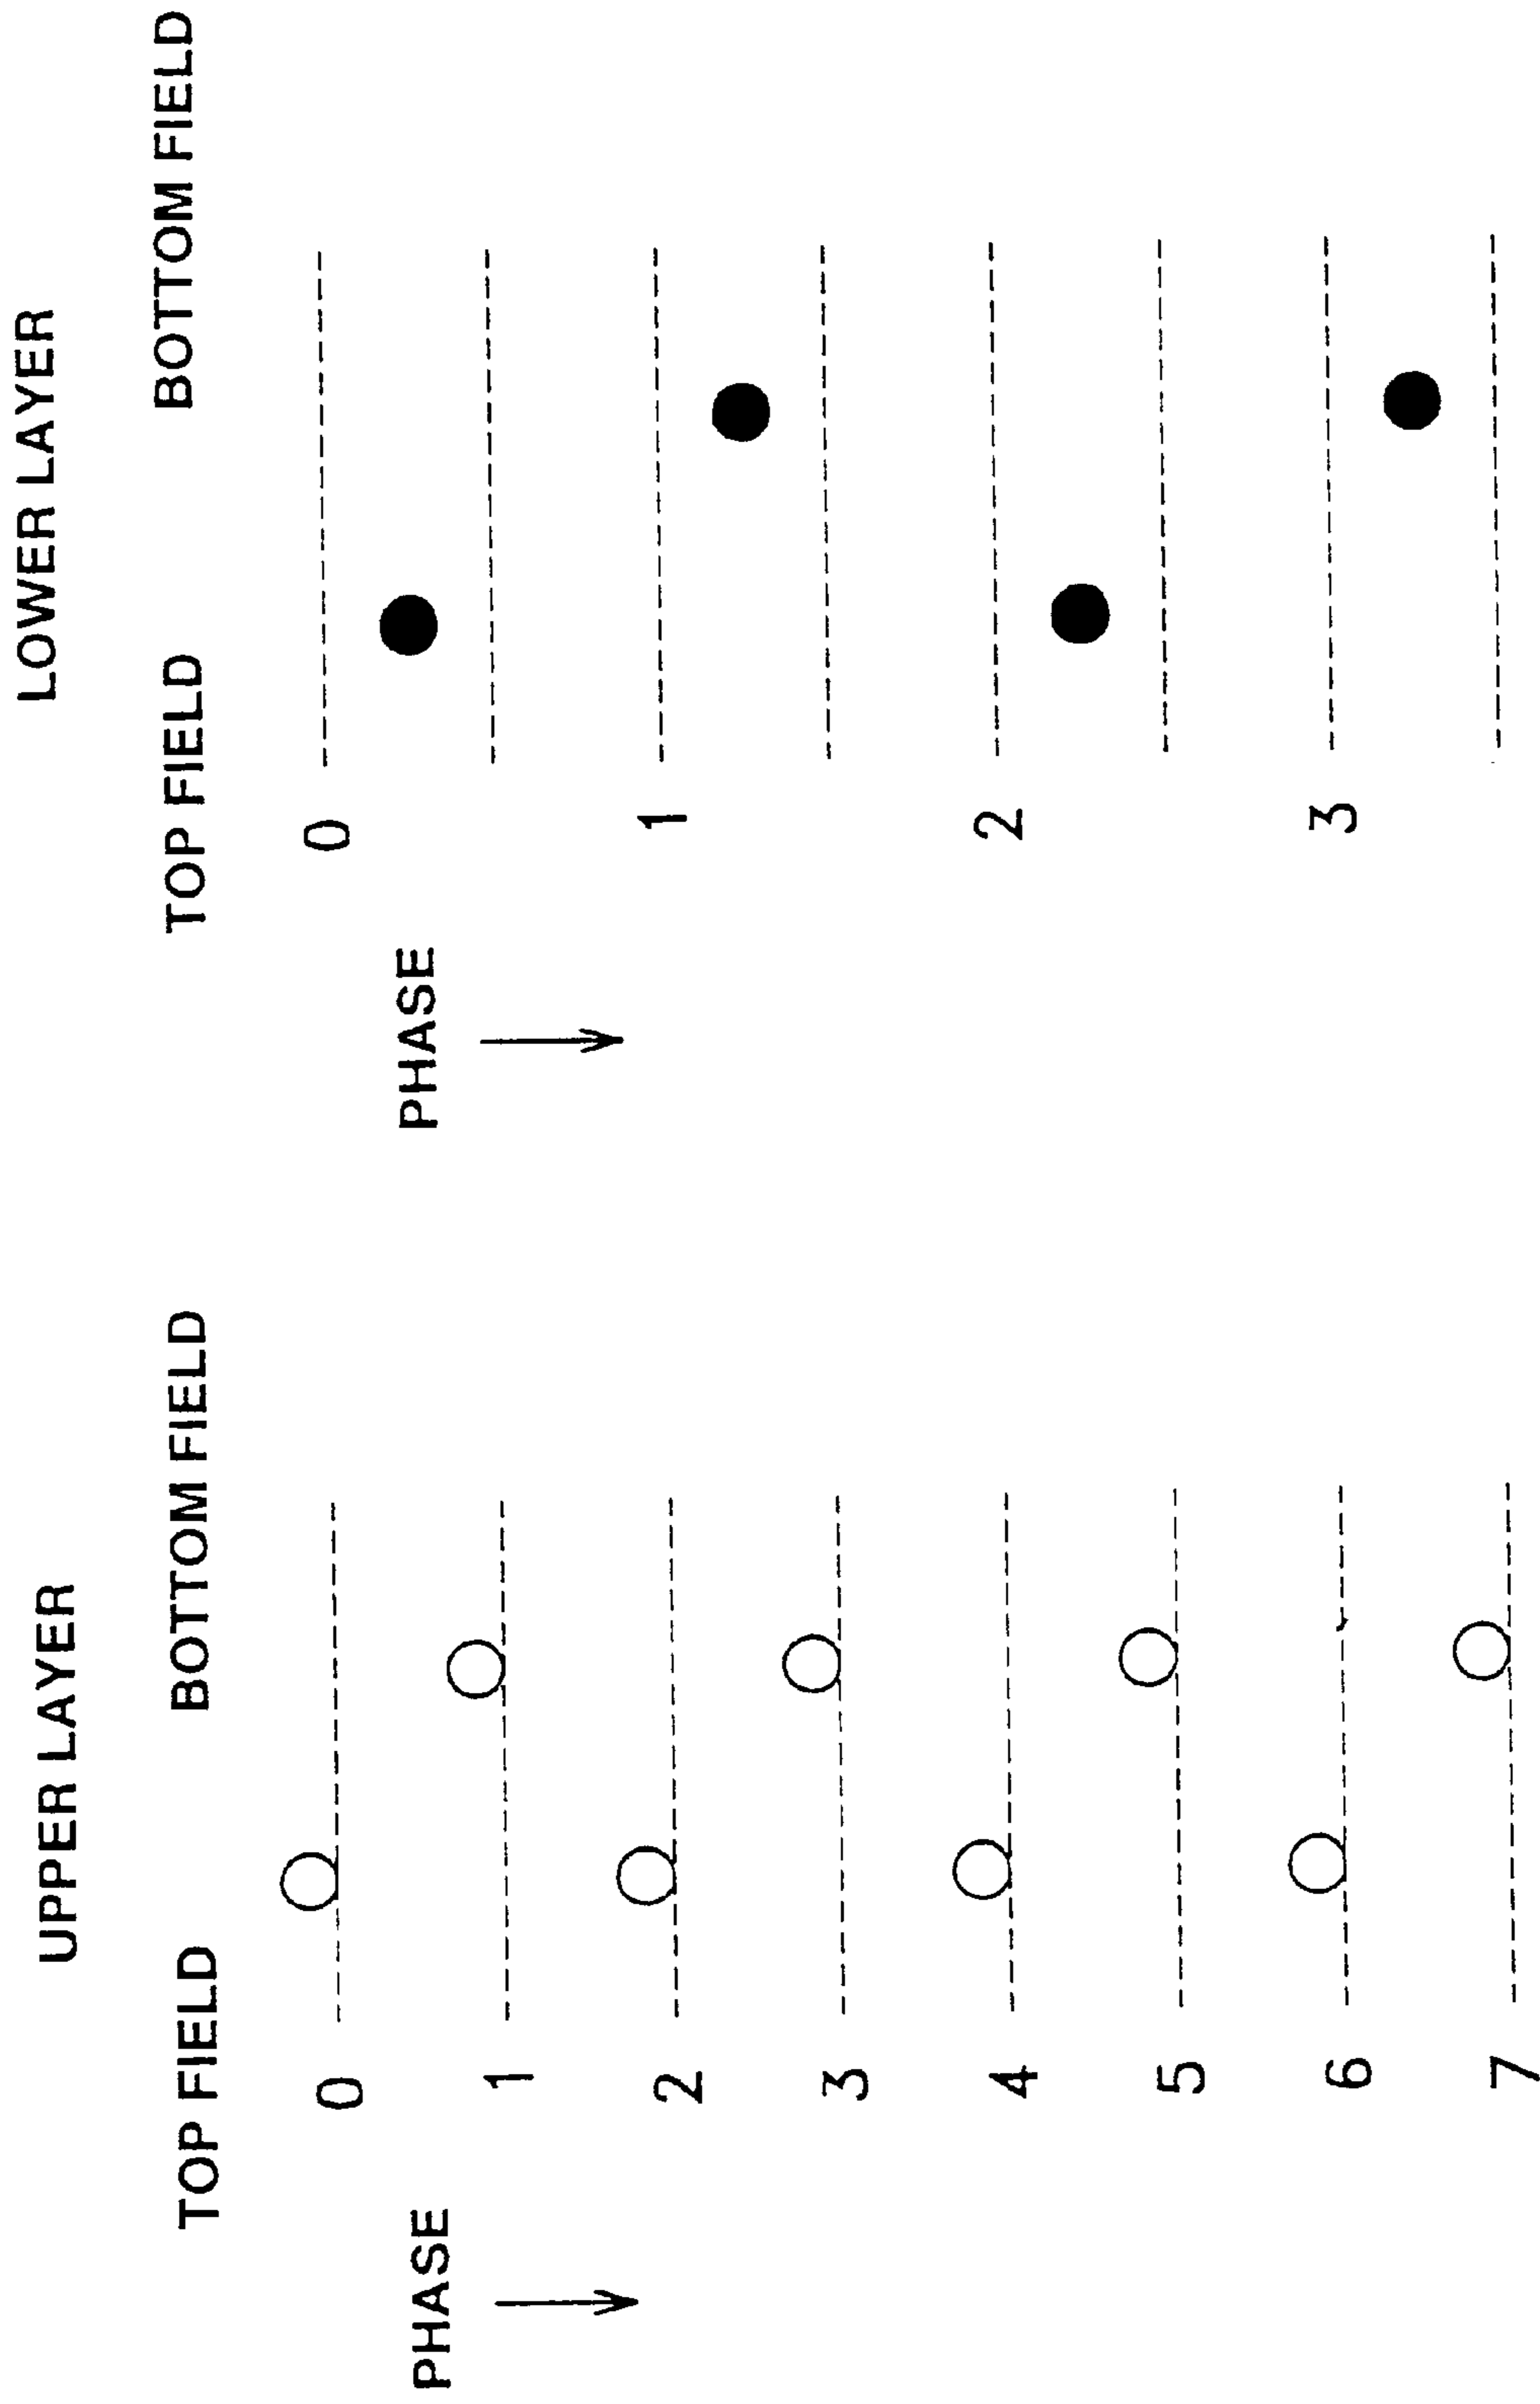 UPPER LAYER
TOP FIELD BOTTOM FIELD
0
PHASE
1
2
3
4
5
6
7
LOWER LAYER
TOP FIELD BOTTOM FIELD
0
PHASE
1
2
3